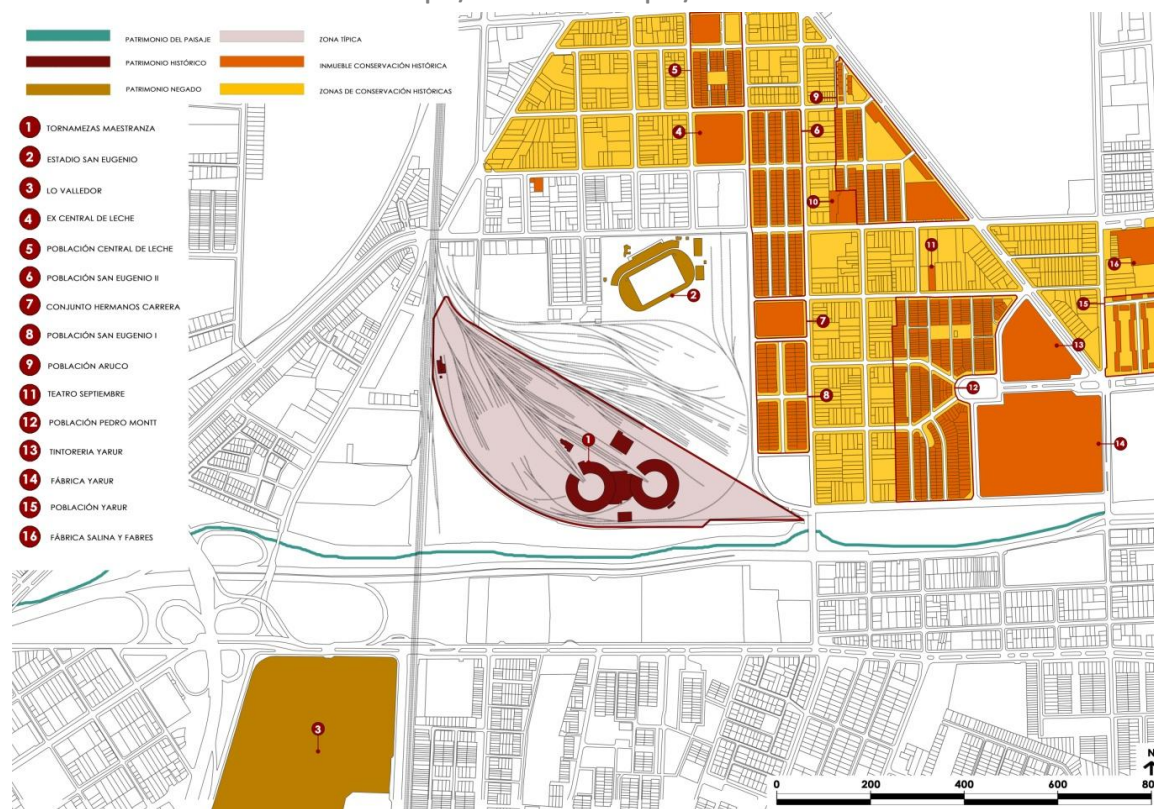 PATRIMONIO DEL PAISAJE
ZONA TÍPICA
PATRIMONIO HISTÓRICO
INMUEBLE CONSERVACIÓN HISTÓRICA
PATRIMONIO NEGADO
ZONAS DE CONSERVACIÓN HISTÓRICAS
1 TORNAMEZAS MAESTRANZA
2 ESTADIO SAN EUGENIO
3 LO VALLEDOR
4 EX CENTRAL DE LECHE
5 POBLACIÓN CENTRAL DE LECHE
6 POBLACIÓN SAN EUGENIO II
7 CONJUNTO HERMANOS CARRERA
8 POBLACIÓN SAN EUGENIO I
9 POBLACIÓN ARUCO
11 TEATRO SEPTIEMBRE
12 POBLACIÓN PEDRO MONTT
13 TINTORERIA YARUR
14 FÁBRICA YARUR
15 POBLACIÓN YARUR
16 FÁBRICA SALINA Y FABRES
5
9
4
6
10
11
16
2
15
7
13
12
8
1
14
3
N
0 200 400 600